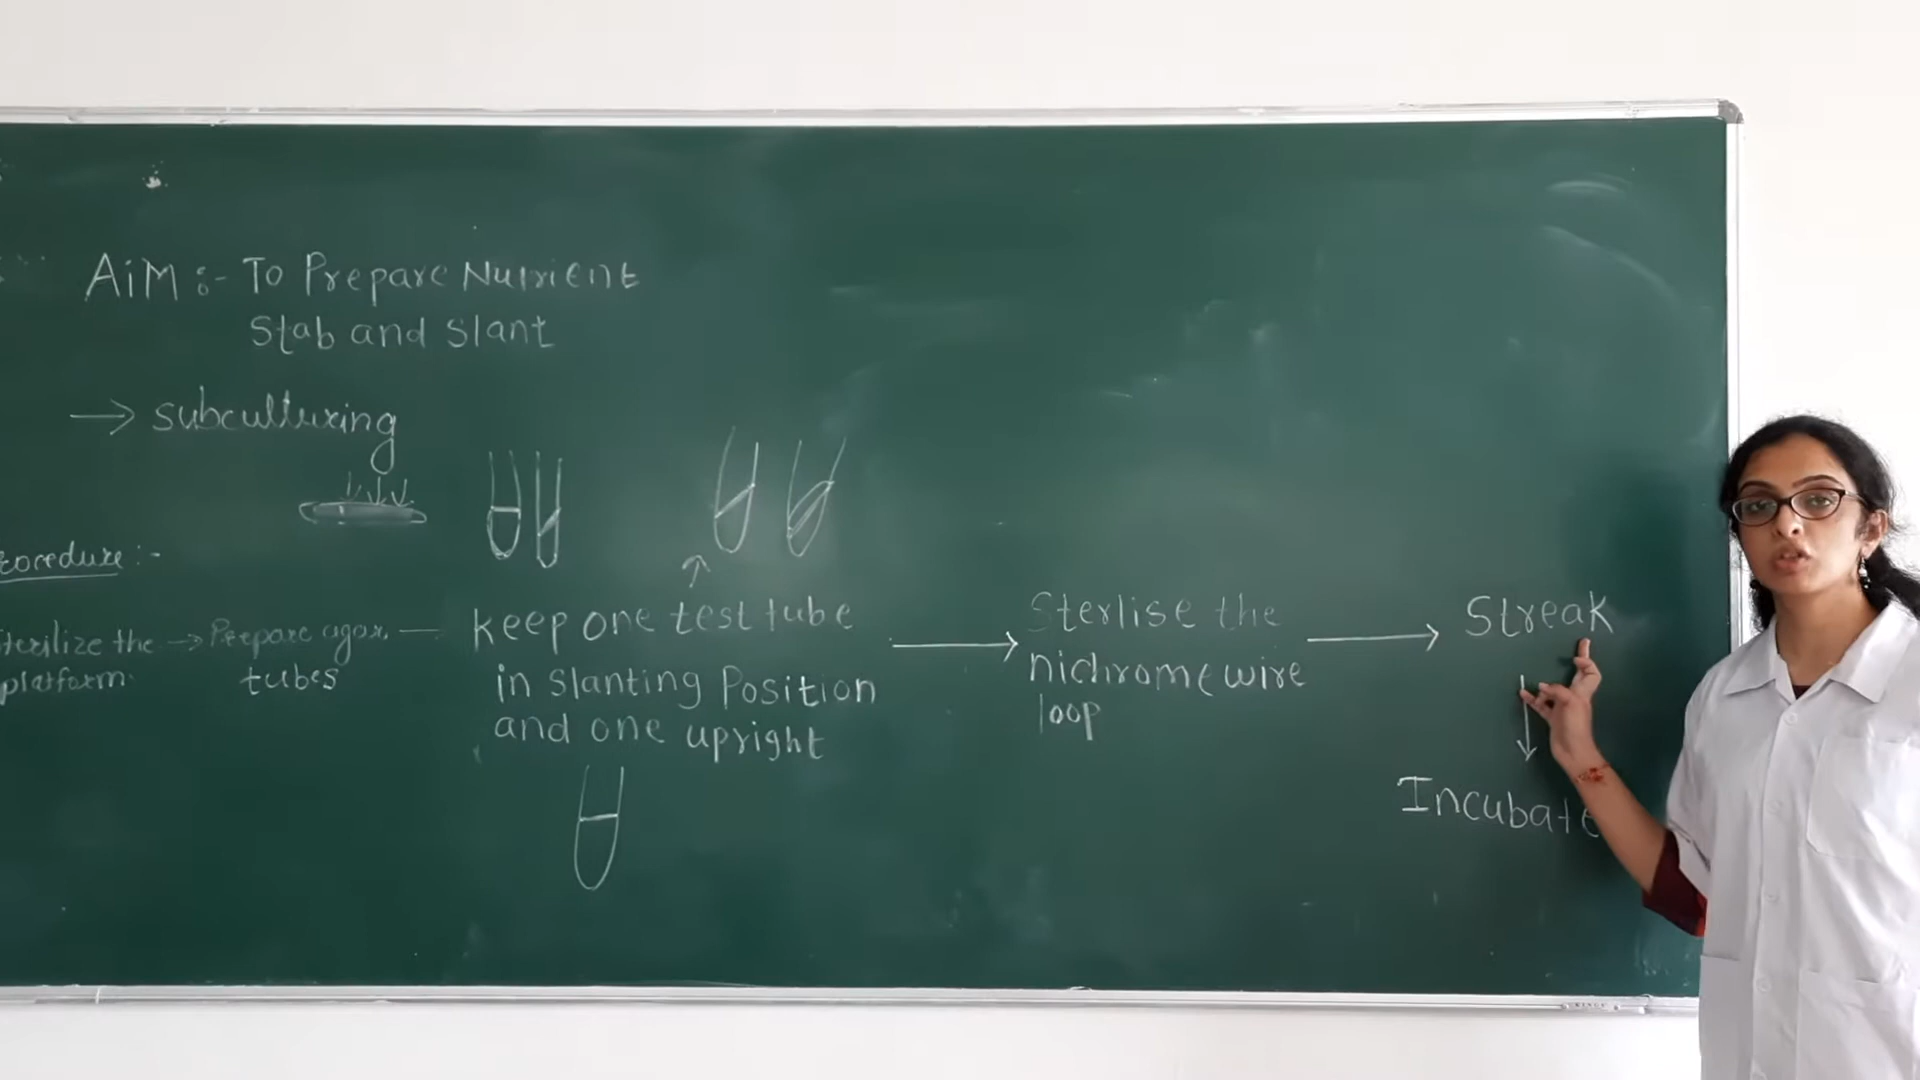 AiM :- To Prepare Nutrient
Stab and slant
→ subculturing
rocedure :-
terilize the → Prepare agar —
platform. tubes
keep one test tube
in slanting Position
and one upright
→ Sterlise the
nichrome wire
loop
→ Streak
↓
Incubate